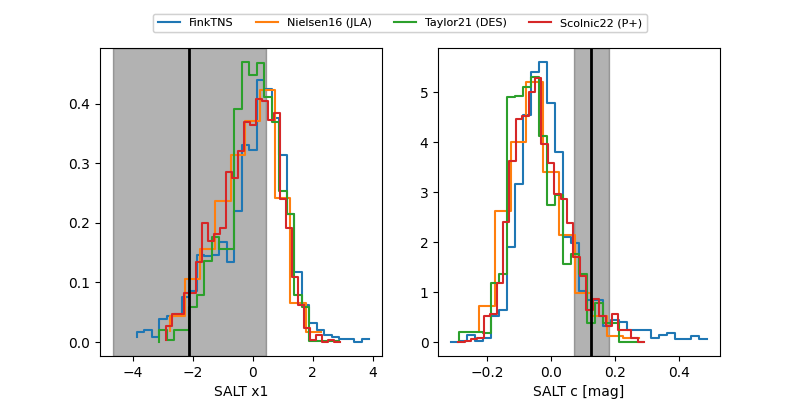 FinkTNS Nielsen16 (JLA) Taylor21 (DES) Scolnic22 (P+)
0.4
0.3
0.2
0.1
0.0
−4 −2 0 2 4
SALT x1
5
4
3
2
1
0
−0.2 0.0 0.2 0.4
SALT c [mag]